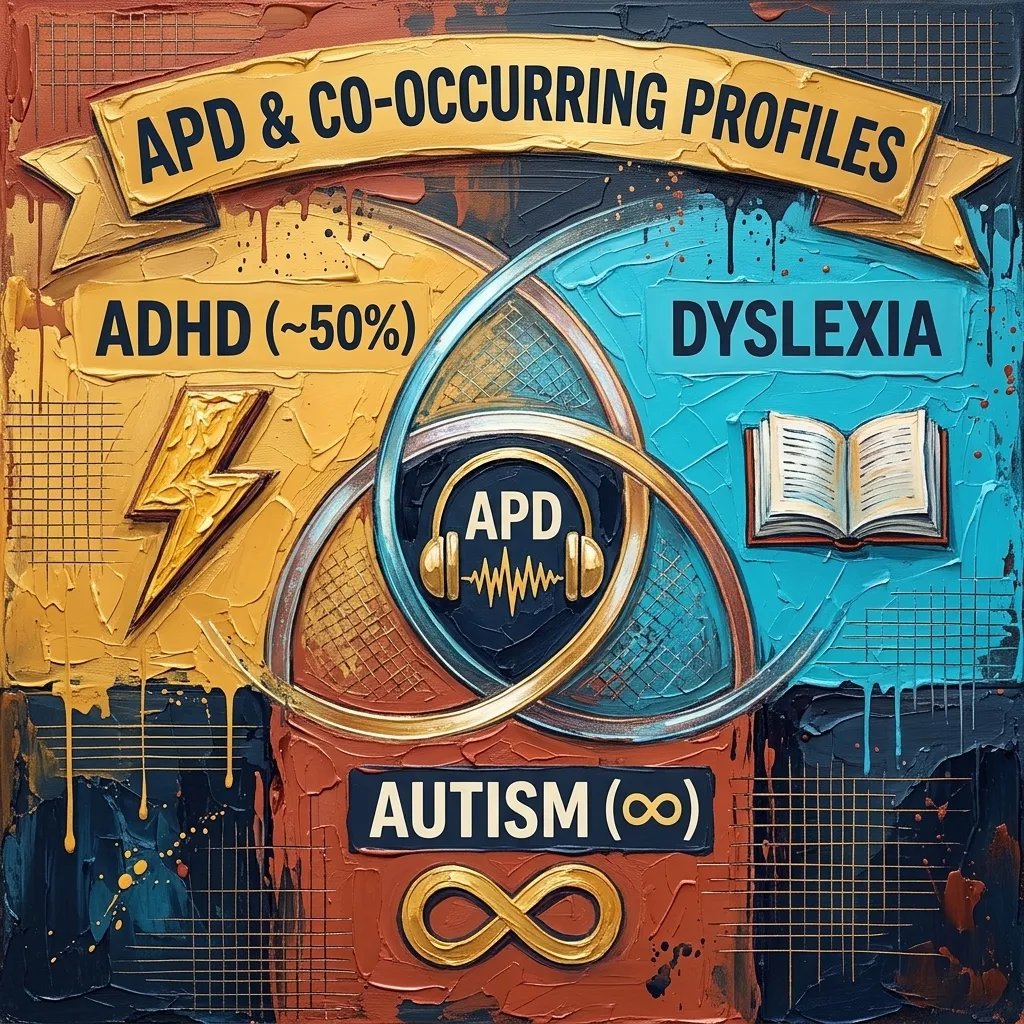 APD & CO-OCCURRING PROFILES
ADHD (~50%)
DYSLEXIA
APD
AUTISM (∞)